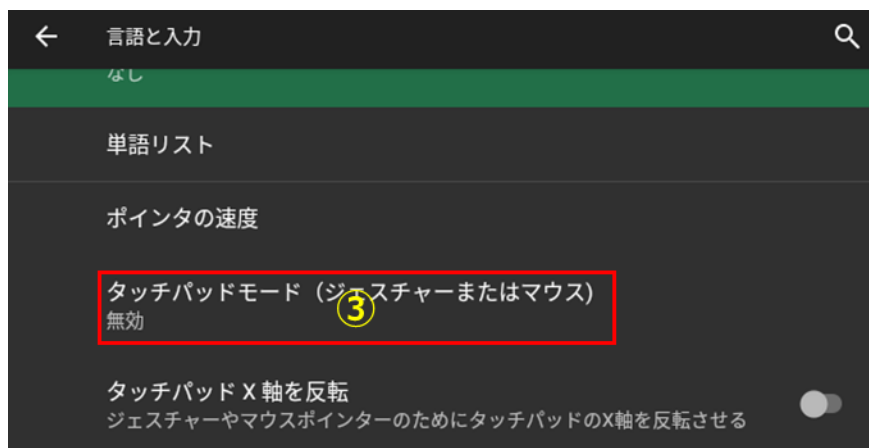 言語と入力
なし
単語リスト
ポインタの速度
タッチパッドモード（ジェスチャーまたはマウス)
③
無効
タッチパッド X 軸を反転
ジェスチャーやマウスポインターのためにタッチパッドのX軸を反転させる